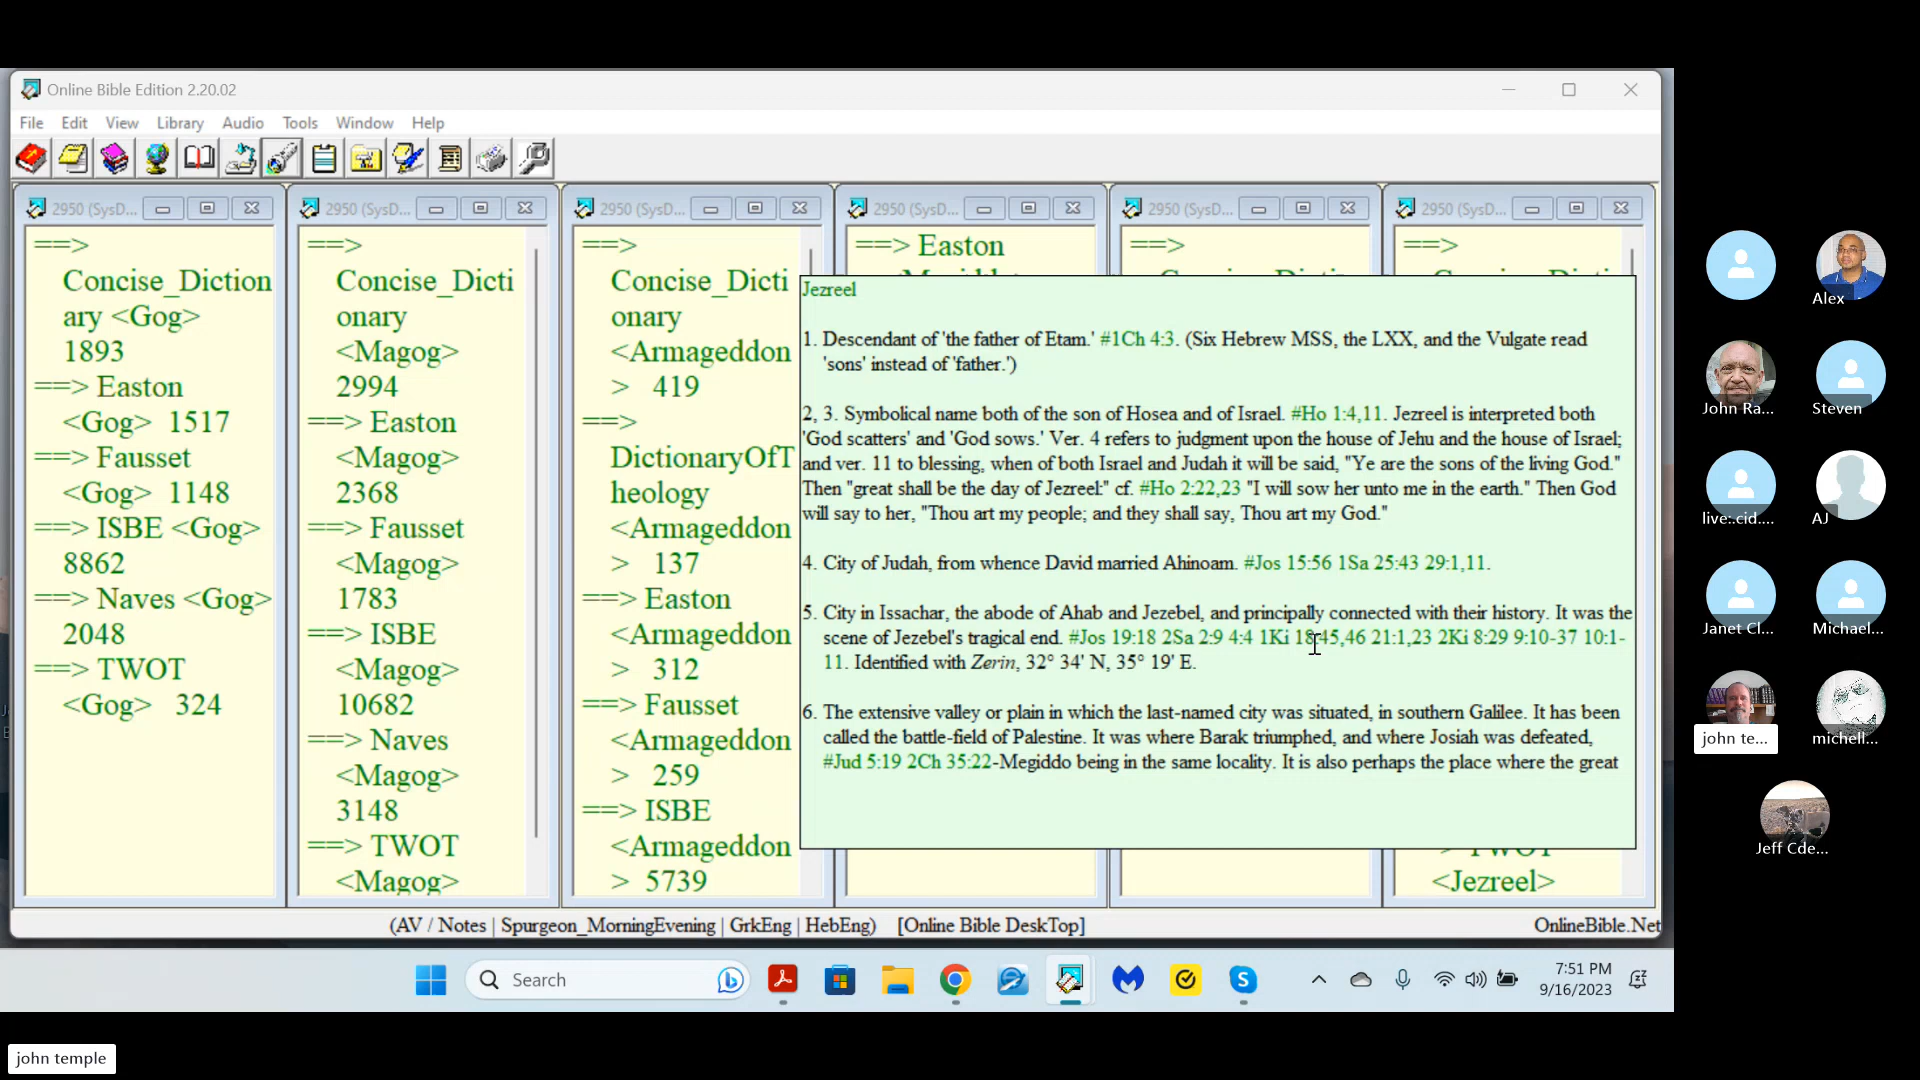 Online Bible Edition 2.20.02
File Edit View Library Audio Tools Window Help
2950 (SysD...
==>
Concise_Diction
ary <Gog>
1893
==> Easton
<Gog> 1517
==> Fausset
<Gog> 1148
==> ISBE <Gog>
8862
==> Naves <Gog>
2048
==> TWOT
<Gog> 324
2950 (SysD...
==>
Concise_Dicti
onary
<Magog>
2994
==> Easton
<Magog>
2368
==> Fausset
<Magog>
1783
==> ISBE
<Magog>
10682
==> Naves
<Magog>
3148
==> TWOT
<Magog>
2950 (SysD...
==>
Concise_Dicti
onary
<Armageddon
> 419
==>
DictionaryOfT
heology
<Armageddon
> 137
==> Easton
<Armageddon
> 312
==> Fausset
<Armageddon
> 259
==> ISBE
<Armageddon
> 5739
2950 (SysD...
==> Easton
2950 (SysD...
==>
2950 (SysD...
==>
Jezreel
1. Descendant of 'the father of Etam.' #1Ch 4:3. (Six Hebrew MSS, the LXX, and the Vulgate read
'sons' instead of 'father.')
2, 3. Symbolical name both of the son of Hosea and of Israel. #Ho 1:4,11. Jezreel is interpreted both
'God scatters' and 'God sows.' Ver. 4 refers to judgment upon the house of Jehu and the house of Israel;
and ver. 11 to blessing, when of both Israel and Judah it will be said, "Ye are the sons of the living God."
Then "great shall be the day of Jezreel:" cf. #Ho 2:22,23 "I will sow her unto me in the earth." Then God
will say to her, "Thou art my people; and they shall say, Thou art my God."
4. City of Judah, from whence David married Ahinoam. #Jos 15:56 1Sa 25:43 29:1,11.
5. City in Issachar, the abode of Ahab and Jezebel, and principally connected with their history. It was the
scene of Jezebel's tragical end. #Jos 19:18 2Sa 2:9 4:4 1Ki 18:45,46 21:1,23 2Ki 8:29 9:10-37 10:1-
11. Identified with Zerin, 32° 34' N, 35° 19' E.
6. The extensive valley or plain in which the last-named city was situated, in southern Galilee. It has been
called the battle-field of Palestine. It was where Barak triumphed, and where Josiah was defeated,
#Jud 5:19 2Ch 35:22-Megiddo being in the same locality. It is also perhaps the place where the great
<Jezreel>
(AV / Notes | Spurgeon_MorningEvening | GrkEng | HebEng) [Online Bible DeskTop]
OnlineBible.Net
Search
7:51 PM
9/16/2023
Alex
John Ra...
Steven
live:.cid....
AJ
Janet Cl...
Michael...
john te...
michell...
Jeff Cde...
john temple